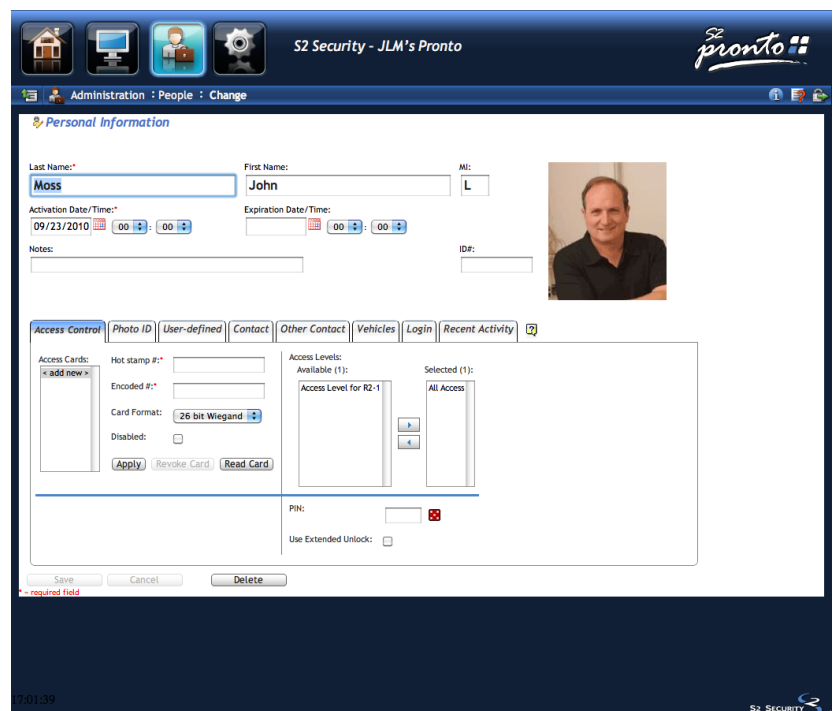 S2 Security - JLM's Pronto
S2 pronto
Administration : People : Change
Personal Information
Last Name:* First Name: MI:
Moss John L
Activation Date/Time:* Expiration Date/Time:
09/23/2010 00 : 00 00 : 00
Notes: ID#:
Access Control Photo ID User-defined Contact Other Contact Vehicles Login Recent Activity
Access Cards: Hot stamp #:* Access Levels:
< add new > Available (1): Selected (1):
Encoded #:* Access Level for R2-1 All Access
Card Format: 26 bit Wiegand
Disabled:
Apply Revoke Card Read Card
PIN:
Use Extended Unlock:
Save Cancel Delete
* - required field
17:01:39
S2 SECURITY